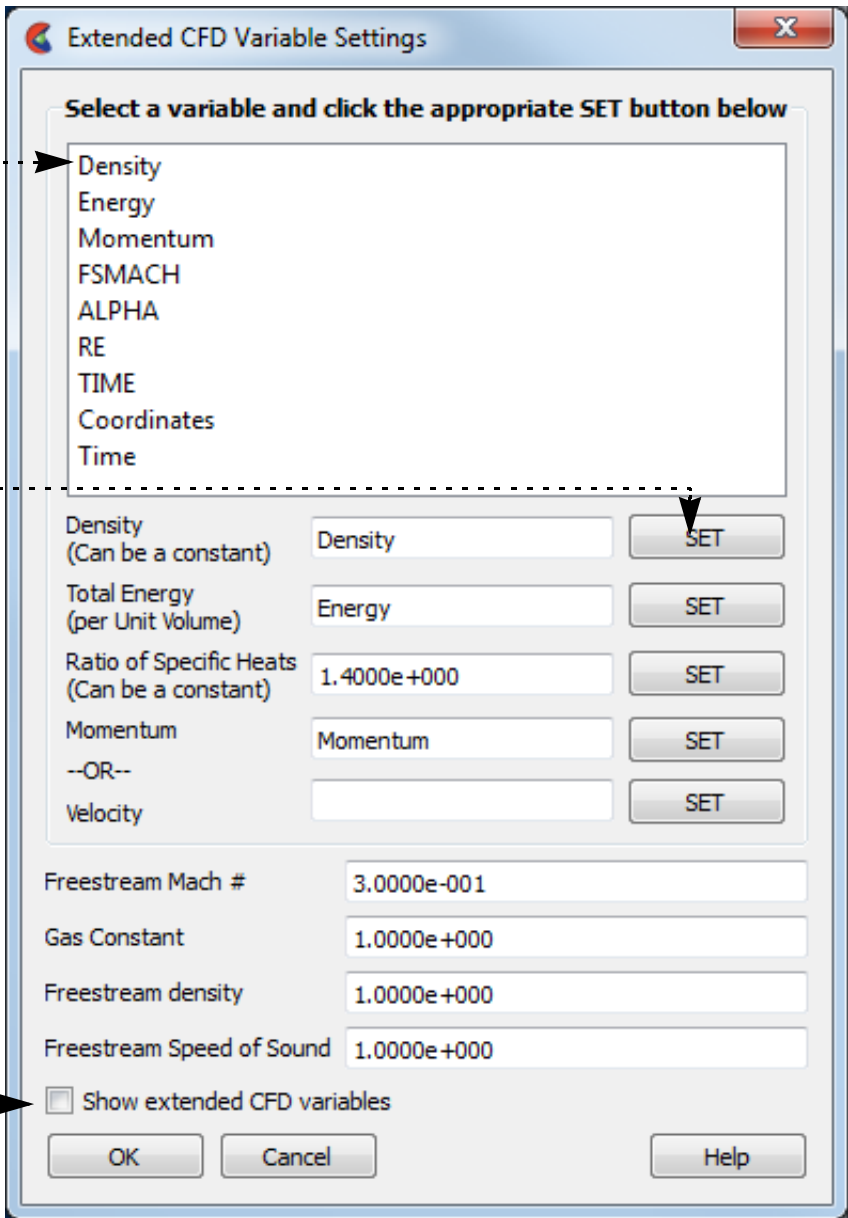 Extended CFD Variable Settings
Select a variable and click the appropriate SET button below
Density
Energy
Momentum
FSMACH
ALPHA
RE
TIME
Coordinates
Time
Density
(Can be a constant) Density SET
Total Energy
(per Unit Volume) Energy SET
Ratio of Specific Heats
(Can be a constant) 1.4000e+000 SET
Momentum Momentum SET
--OR--
Velocity SET
Freestream Mach # 3.0000e-001
Gas Constant 1.0000e+000
Freestream density 1.0000e+000
Freestream Speed of Sound 1.0000e+000
Show extended CFD variables
OK Cancel Help